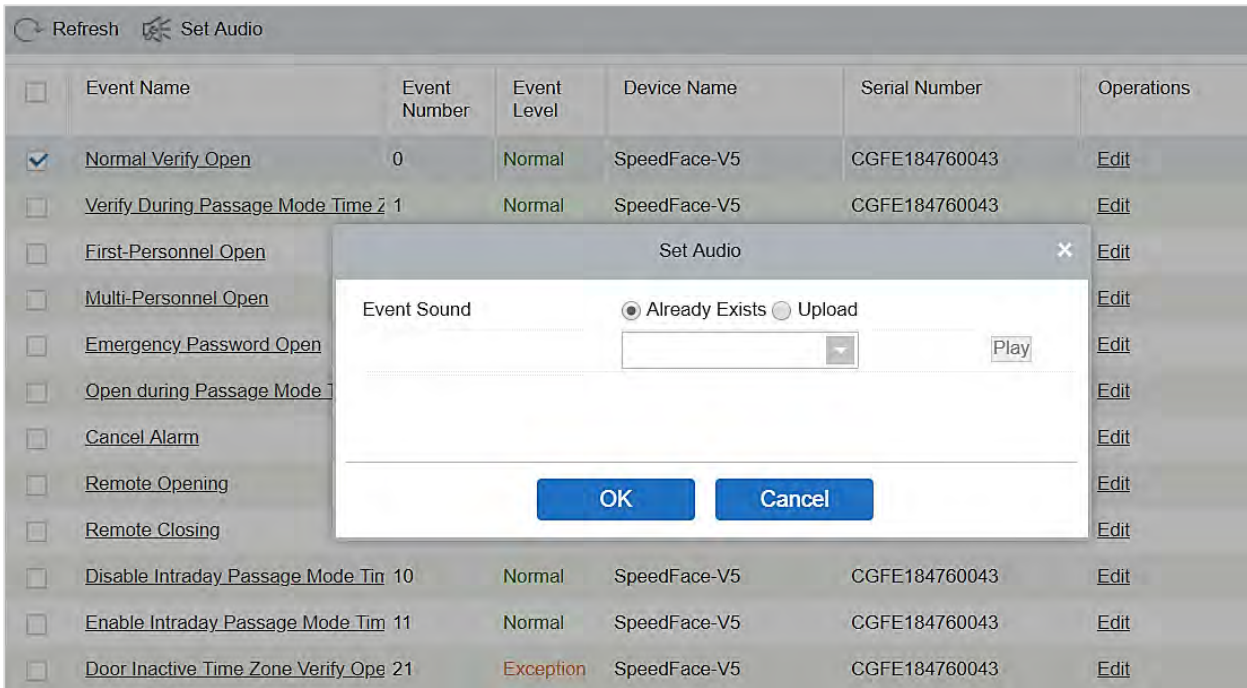 Refresh Set Audio
Event Name Event Number Event Level Device Name Serial Number Operations
Normal Verify Open 0 Normal SpeedFace-V5 CGFE184760043 Edit
Verify During Passage Mode Time Z 1 Normal SpeedFace-V5 CGFE184760043 Edit
Set Audio ×
First-Personnel Open Edit
Multi-Personnel Open Edit
Event Sound Already Exists Upload
Emergency Password Open Play Edit
Open during Passage Mode T Edit
Cancel Alarm Edit
Remote Opening Edit
OK Cancel
Remote Closing Edit
Disable Intraday Passage Mode Tim 10 Normal SpeedFace-V5 CGFE184760043 Edit
Enable Intraday Passage Mode Tim 11 Normal SpeedFace-V5 CGFE184760043 Edit
Door Inactive Time Zone Verify Ope 21 Exception SpeedFace-V5 CGFE184760043 Edit